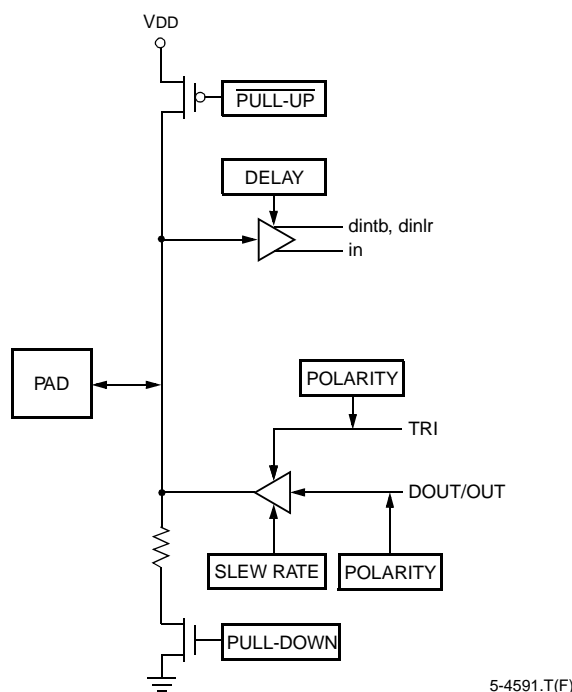 VDD
PULL-UP
DELAY
dintb, dinlr
in
PAD
POLARITY
TRI
DOUT/OUT
SLEW RATE
POLARITY
PULL-DOWN
5-4591.T(F)